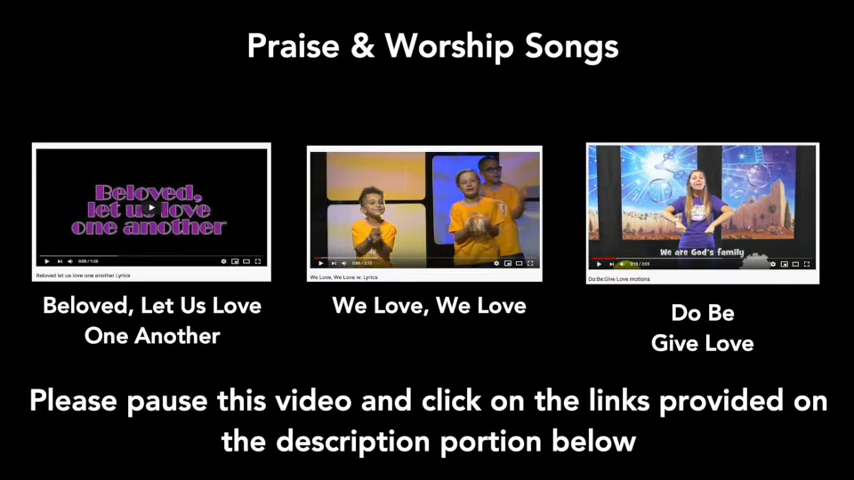 Praise & Worship Songs
Beloved,
let us love
one another
We are God's family
Beloved let us love one another Lyrics
We Love, We Love w: Lyrics
Do:Be:Give Love motions
Beloved, Let Us Love
One Another
We Love, We Love
Do Be
Give Love
Please pause this video and click on the links provided on
the description portion below